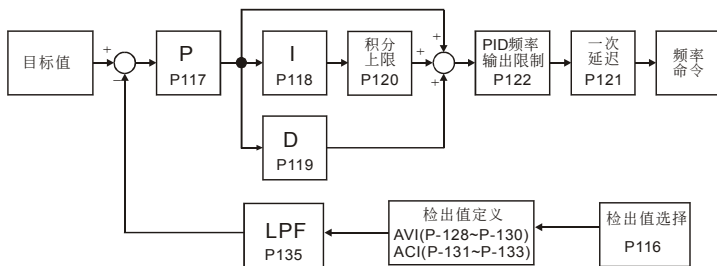 目标值
+
−
P
P117
I
P118
积分
上限
P120
D
P119
+
+
+
PID频率
输出限制
P122
一次
延迟
P121
频率
命令
LPF
P135
检出值定义
AVI(P-128~P-130)
ACI(P-131~P-133)
检出值选择
P116